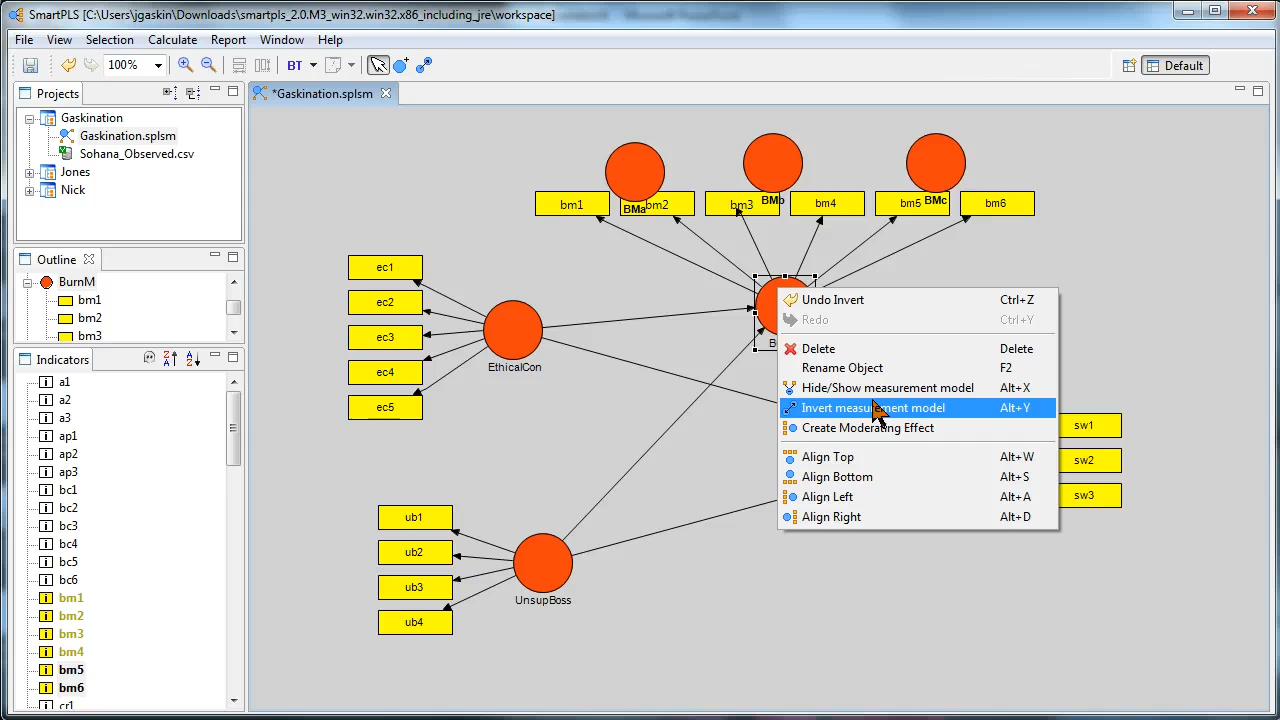 SmartPLS [C:\Users\jgaskin\Downloads\smartpls_2.0.M3_win32.win32.x86_including_jre\workspace]
File View Selection Calculate Report Window Help
100% BT Default
Projects
Gaskination
Gaskination.splsm
Sohana_Observed.csv
Jones
Nick
Outline
BurnM
bm1
bm2
bm3
Indicators
a1
a2
a3
ap1
ap2
ap3
bc1
bc2
bc3
bc4
bc5
bc6
bm1
bm2
bm3
bm4
bm5
bm6
cr1
*Gaskination.splsm
BMa BMb BMc
bm1 bm2 bm3 bm4 bm5 bm6
ec1
ec2
ec3
ec4
ec5
EthicalCon
ub1
ub2
ub3
ub4
UnsupBoss
sw1
sw2
sw3
Undo Invert Ctrl+Z
Redo Ctrl+Y
Delete Delete
Rename Object F2
Hide/Show measurement model Alt+X
Invert measurement model Alt+Y
Create Moderating Effect
Align Top Alt+W
Align Bottom Alt+S
Align Left Alt+A
Align Right Alt+D